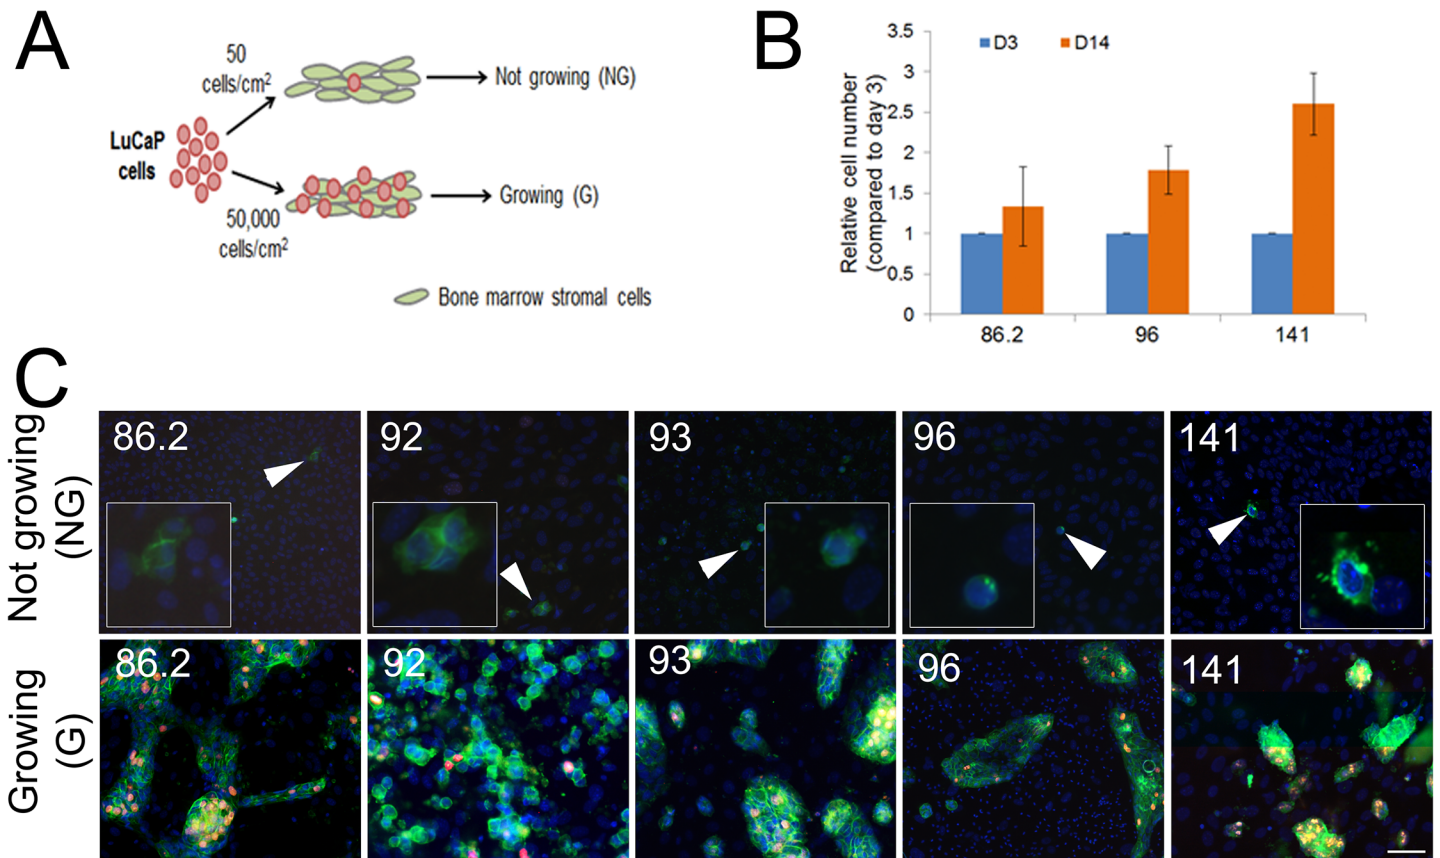 A
50
cells/cm²
Not growing (NG)
LuCaP
cells
Growing (G)
50,000
cells/cm²
Bone marrow stromal cells
B
D3 D14
Relative cell number
(compared to day 3)
3.5
3
2.5
2
1.5
1
0.5
0
86.2 96 141
C
Not growing
(NG)
86.2 92 93 96 141
Growing
(G)
86.2 92 93 96 141